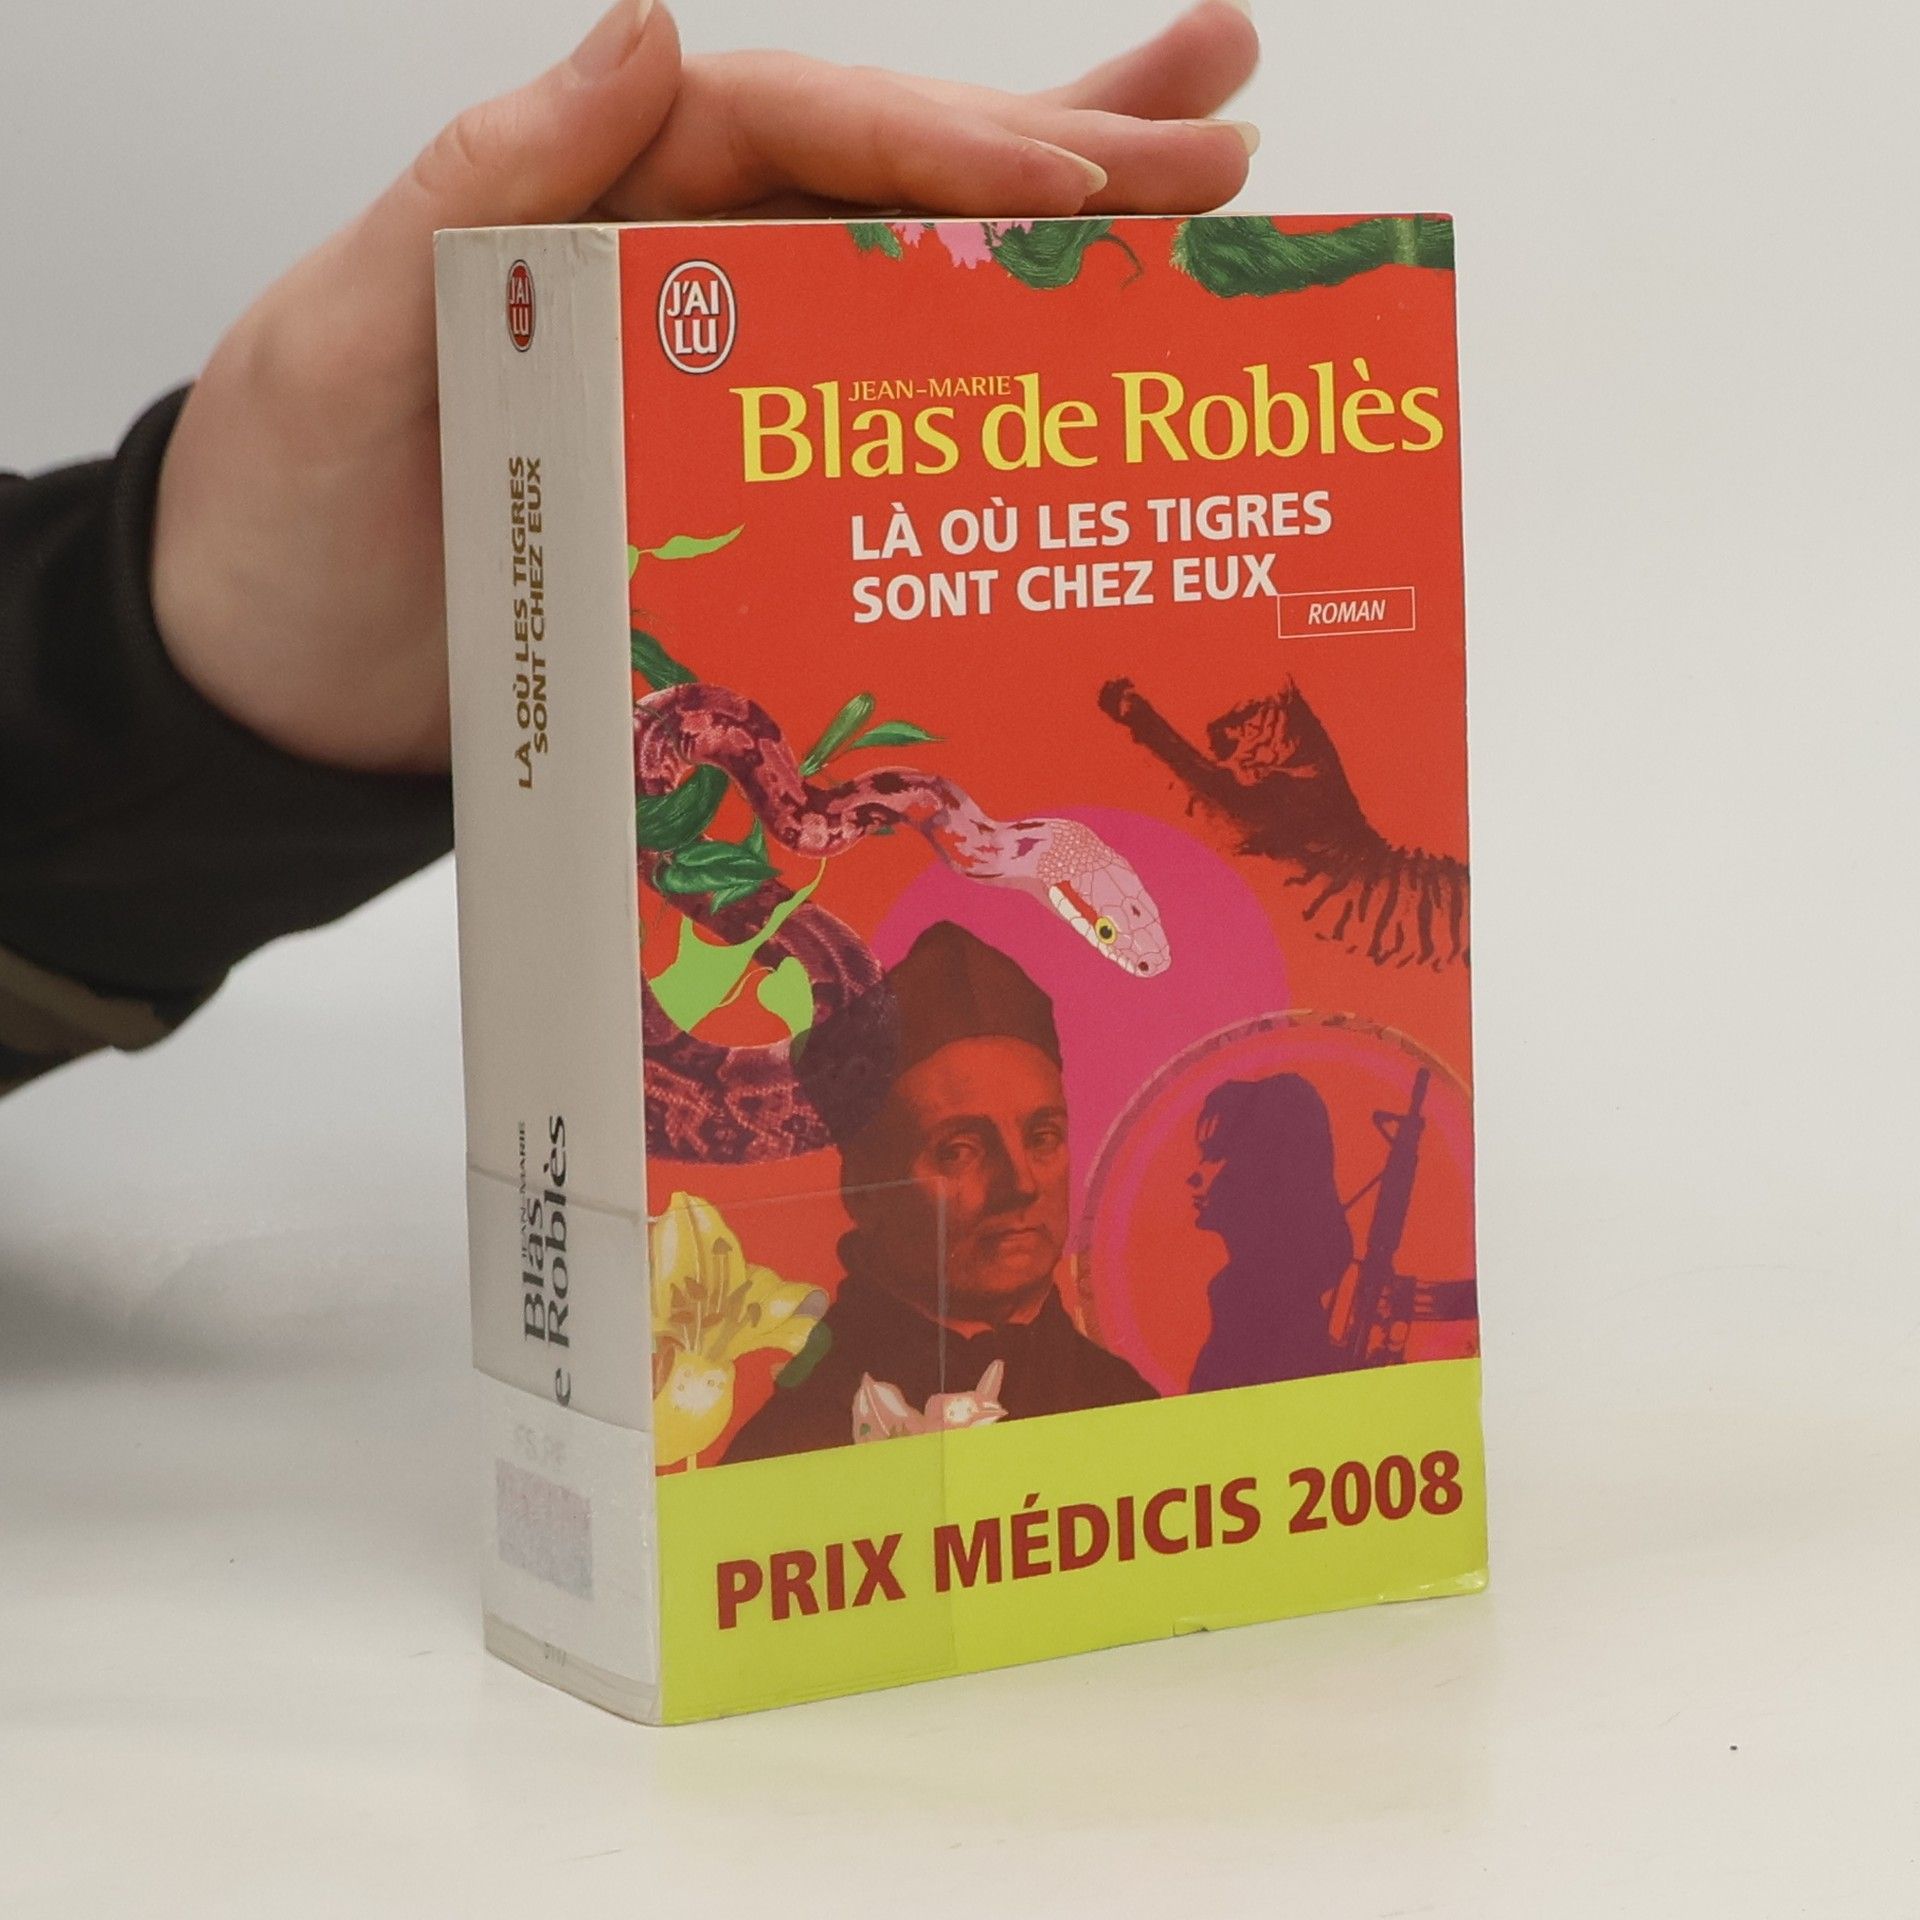 J'AI
LU
LÀ OÙ LES TIGRES
SONT CHEZ EUX
JEAN-MARIE
Blas
e Roblès
J'AI
LU
JEAN-MARIE
Blas de Roblès
LÀ OÙ LES TIGRES
SONT CHEZ EUX
ROMAN
PRIX MÉDICIS 2008